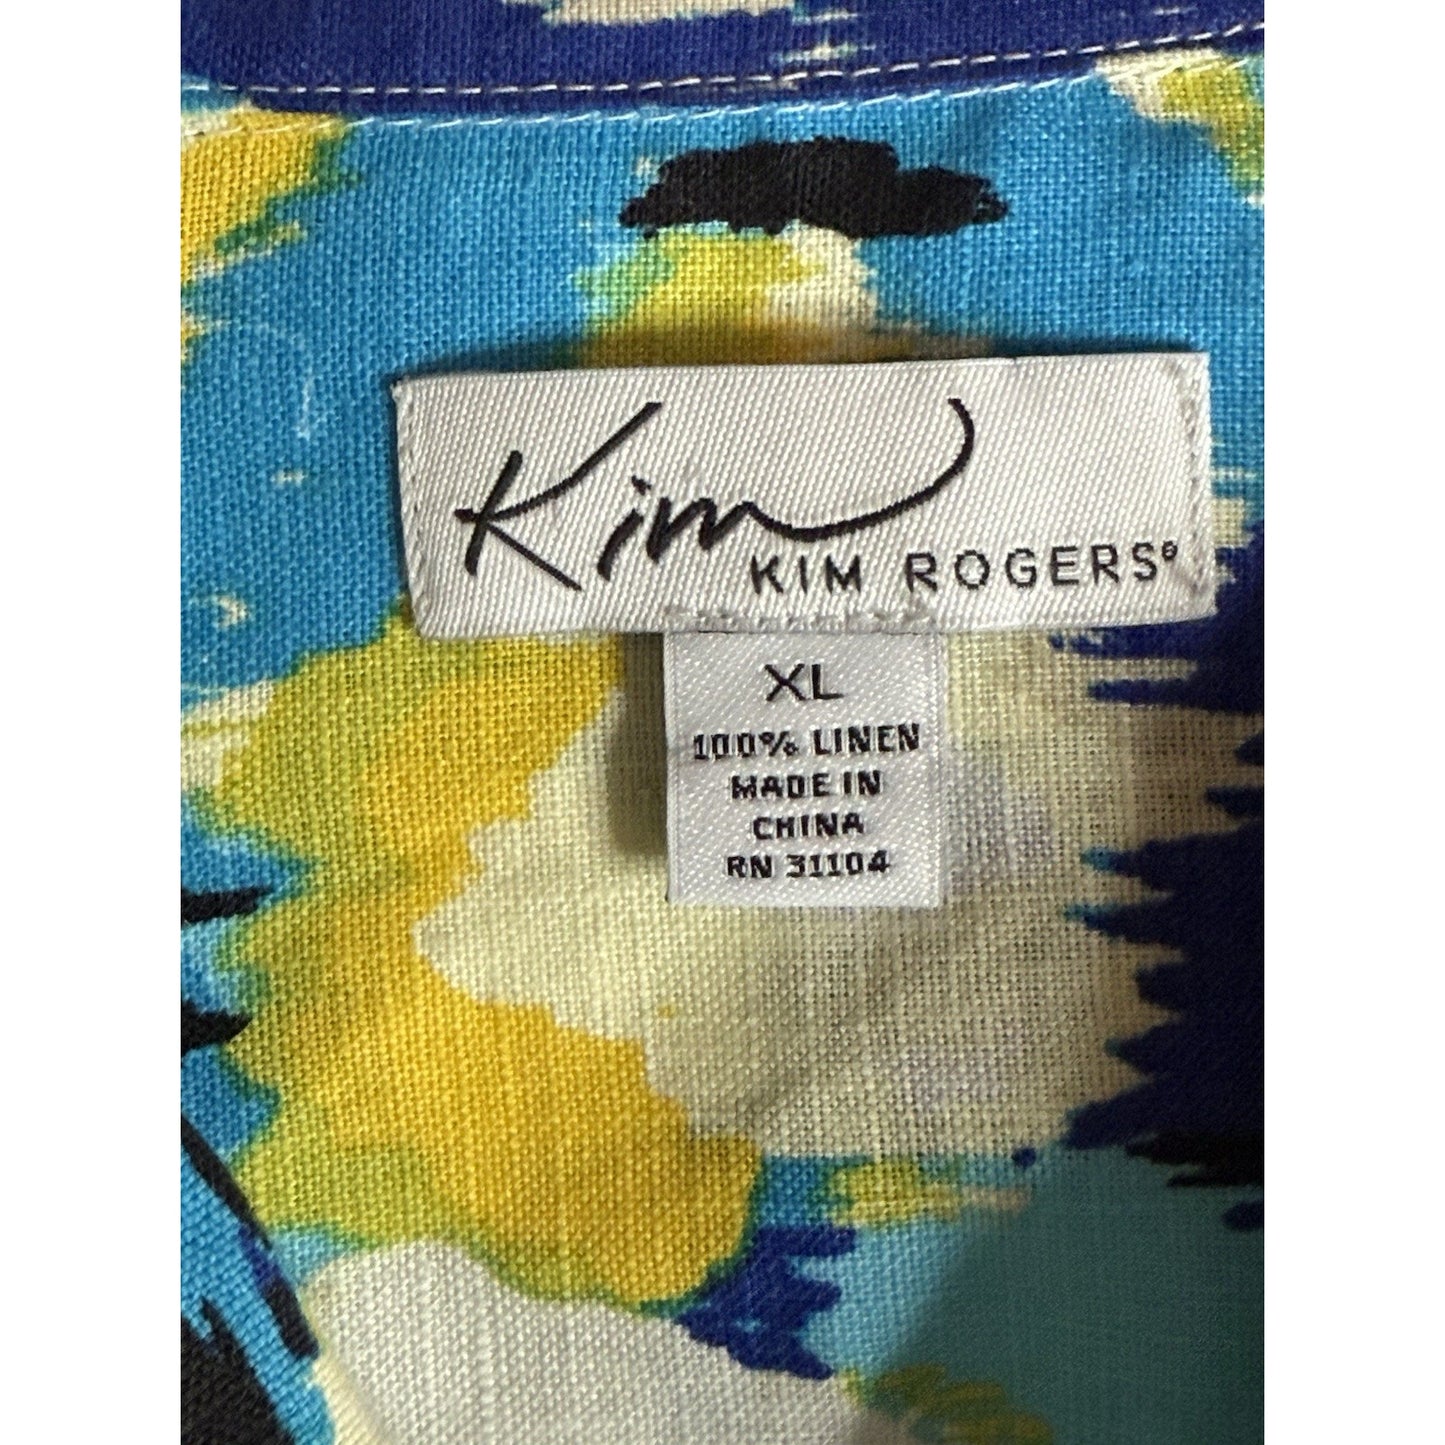 Kim
KIM ROGERS®
XL
100% LINEN
MADE IN
CHINA
RN 31104